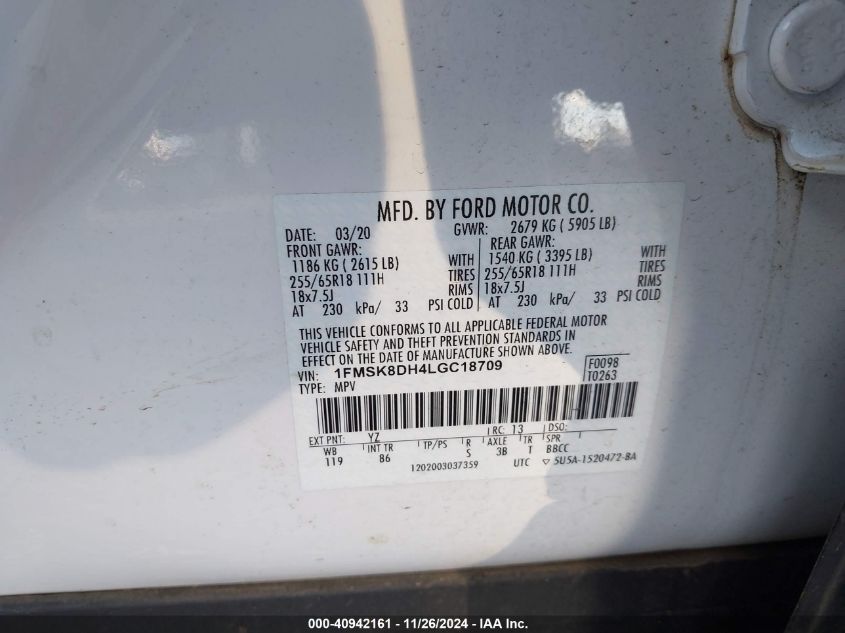 MFD. BY FORD MOTOR CO.
DATE: 03/20 GVWR: 2679 KG ( 5905 LB)
FRONT GAWR: REAR GAWR:
1186 KG ( 2615 LB) WITH 1540 KG ( 3395 LB) WITH
255/65R18 111H TIRES 255/65R18 111H TIRES
18x7.5J RIMS 18x7.5J RIMS
AT 230 kPa/ 33 PSI COLD AT 230 kPa/ 33 PSI COLD
THIS VEHICLE CONFORMS TO ALL APPLICABLE FEDERAL MOTOR
VEHICLE SAFETY AND THEFT PREVENTION STANDARDS IN
EFFECT ON THE DATE OF MANUFACTURE SHOWN ABOVE.
VIN: 1FMSK8DH4LGC18709 F0098
TYPE: MPV T0263
EXT PNT: YZ RC: 13 DSO:
WB INT TR TP/PS R AXLE TR SPR
119 86 S 3B T BBCC
1202003037359 UTC ▽ 5U5A-1520472-BA
000-40942161 - 11/26/2024 - IAA Inc.